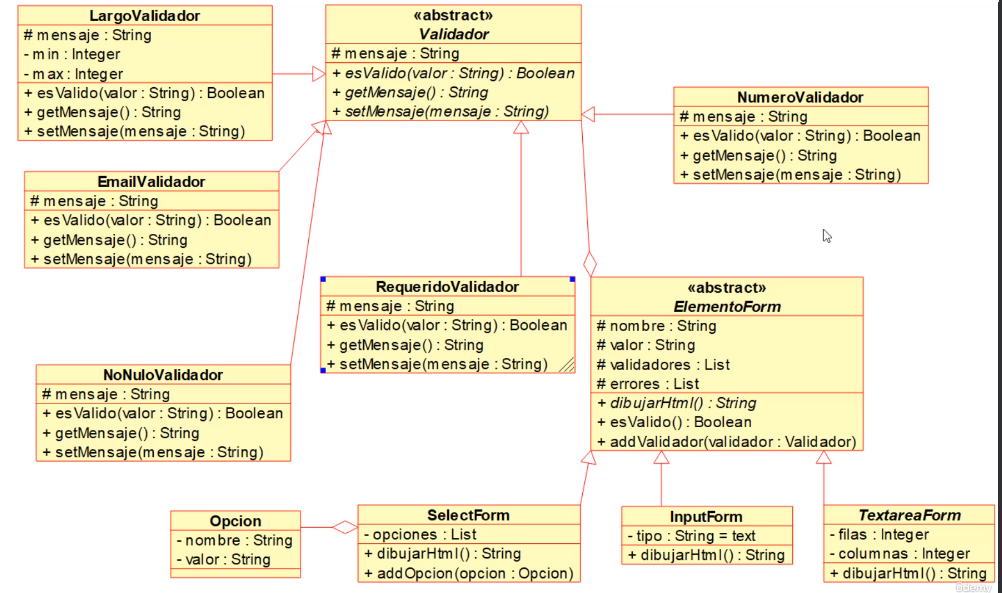 LargoValidador
# mensaje : String
- min : Integer
- max : Integer
+ esValido(valor : String) : Boolean
+ getMensaje() : String
+ setMensaje(mensaje : String)
«abstract»
Validador
# mensaje : String
+ esValido(valor : String) : Boolean
+ getMensaje() : String
+ setMensaje(mensaje : String)
NumeroValidador
# mensaje : String
+ esValido(valor : String) : Boolean
+ getMensaje() : String
+ setMensaje(mensaje : String)
EmailValidador
# mensaje : String
+ esValido(valor : String) : Boolean
+ getMensaje() : String
+ setMensaje(mensaje : String)
RequeridoValidador
# mensaje : String
+ esValido(valor : String) : Boolean
+ getMensaje() : String
+ setMensaje(mensaje : String)
«abstract»
ElementoForm
# nombre : String
# valor : String
# validadores : List
# errores : List
+ dibujarHtml() : String
+ esValido() : Boolean
+ addValidador(validador : Validador)
NoNuloValidador
# mensaje : String
+ esValido(valor : String) : Boolean
+ getMensaje() : String
+ setMensaje(mensaje : String)
Opcion
- nombre : String
- valor : String
SelectForm
- opciones : List
+ dibujarHtml() : String
+ addOpcion(opcion : Opcion)
InputForm
- tipo : String = text
+ dibujarHtml() : String
TextareaForm
- filas : Integer
- columnas : Integer
+ dibujarHtml() : String
udemy